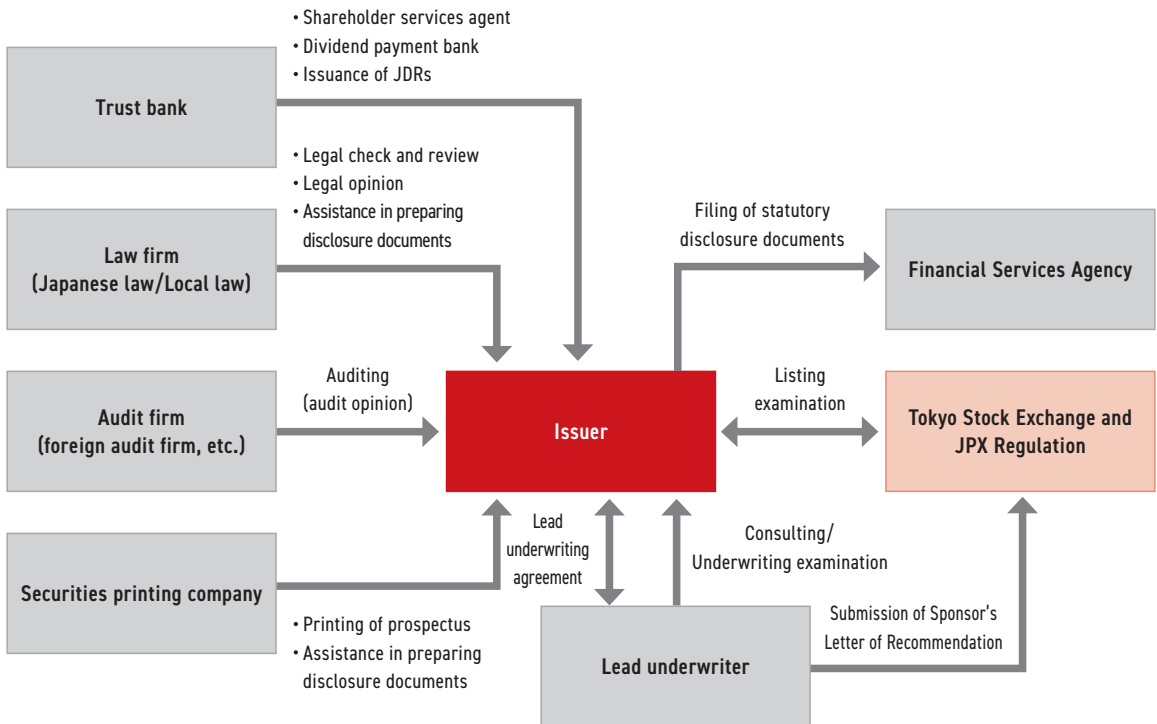 • Shareholder services agent
• Dividend payment bank
• Issuance of JDRs
Trust bank
• Legal check and review
• Legal opinion
• Assistance in preparing
disclosure documents
Law firm
(Japanese law/Local law)
Filing of statutory
disclosure documents
Financial Services Agency
Audit firm
(foreign audit firm, etc.)
Auditing
(audit opinion)
Issuer
Listing
examination
Tokyo Stock Exchange and
JPX Regulation
Securities printing company
• Printing of prospectus
• Assistance in preparing
disclosure documents
Lead
underwriting
agreement
Consulting/
Underwriting examination
Lead underwriter
Submission of Sponsor's
Letter of Recommendation